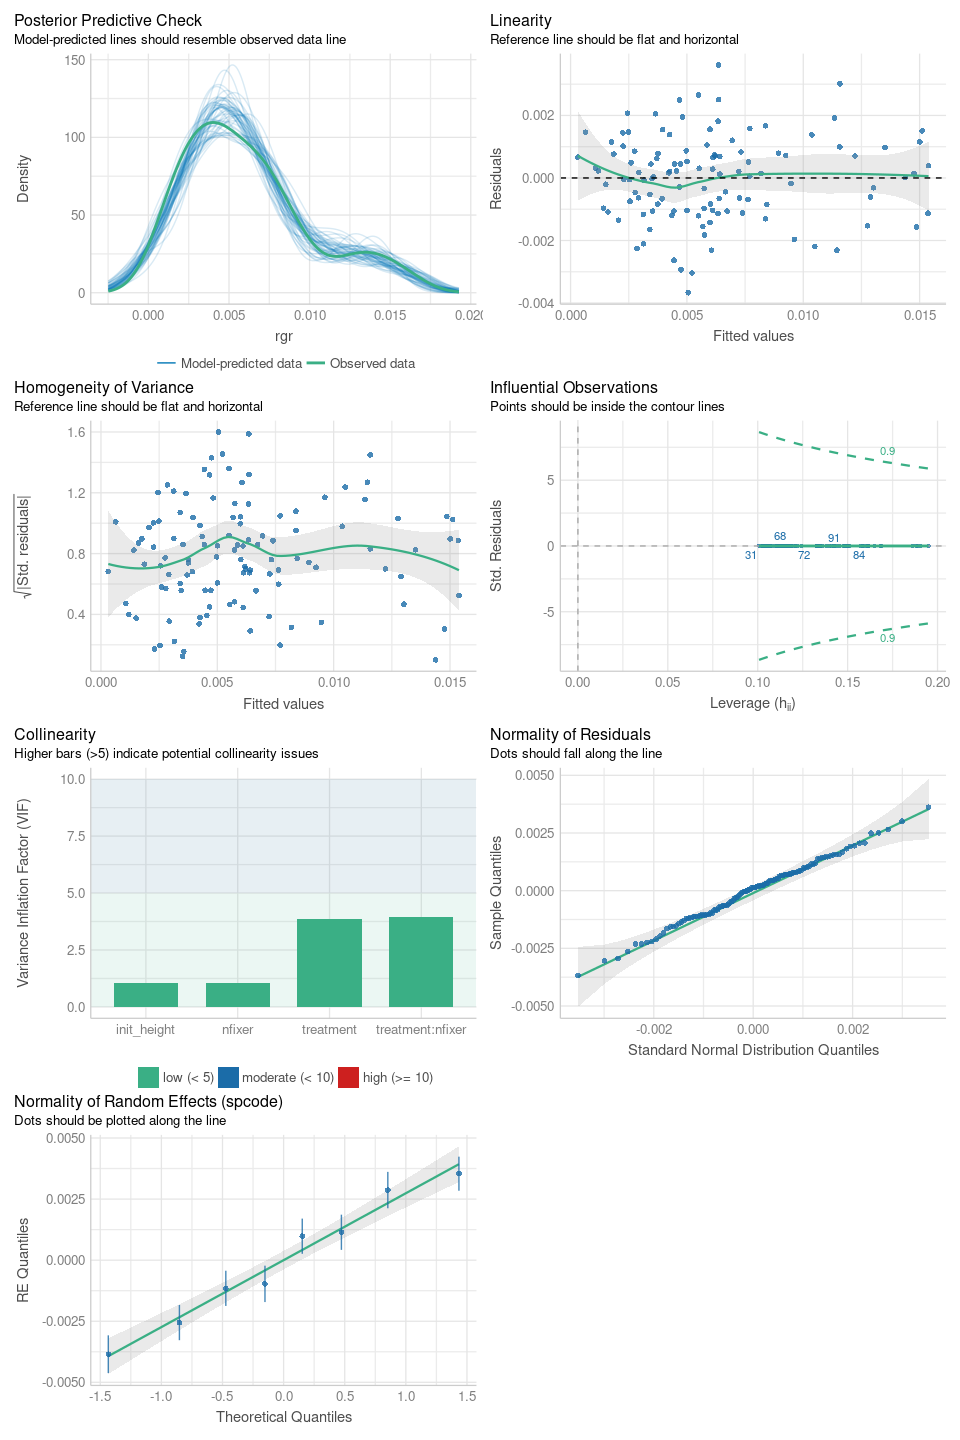 Posterior Predictive Check
Model-predicted lines should resemble observed data line
150
100
50
0
Density
0.000 0.005 0.010 0.015 0.020
rgr
Model-predicted data Observed data
Linearity
Reference line should be flat and horizontal
0.002
0.000
-0.002
-0.004
Residuals
0.000 0.005 0.010 0.015
Fitted values
Homogeneity of Variance
Reference line should be flat and horizontal
1.6
1.2
0.8
0.4
√|Std. residuals|
0.000 0.005 0.010 0.015
Fitted values
Influential Observations
Points should be inside the contour lines
0.9
5
68 91
0
31 72 84
-5
0.9
Std. Residuals
0.00 0.05 0.10 0.15 0.20
Leverage (hii)
Collinearity
Higher bars (>5) indicate potential collinearity issues
10.0
7.5
5.0
2.5
0.0
Variance Inflation Factor (VIF)
init_height nfixer treatment treatment:nfixer
low (< 5) moderate (< 10) high (>= 10)
Normality of Residuals
Dots should fall along the line
0.0050
0.0025
0.0000
-0.0025
-0.0050
Sample Quantiles
-0.002 0.000 0.002
Standard Normal Distribution Quantiles
Normality of Random Effects (spcode)
Dots should be plotted along the line
0.0050
0.0025
0.0000
-0.0025
-0.0050
RE Quantiles
-1.5 -1.0 -0.5 0.0 0.5 1.0 1.5
Theoretical Quantiles